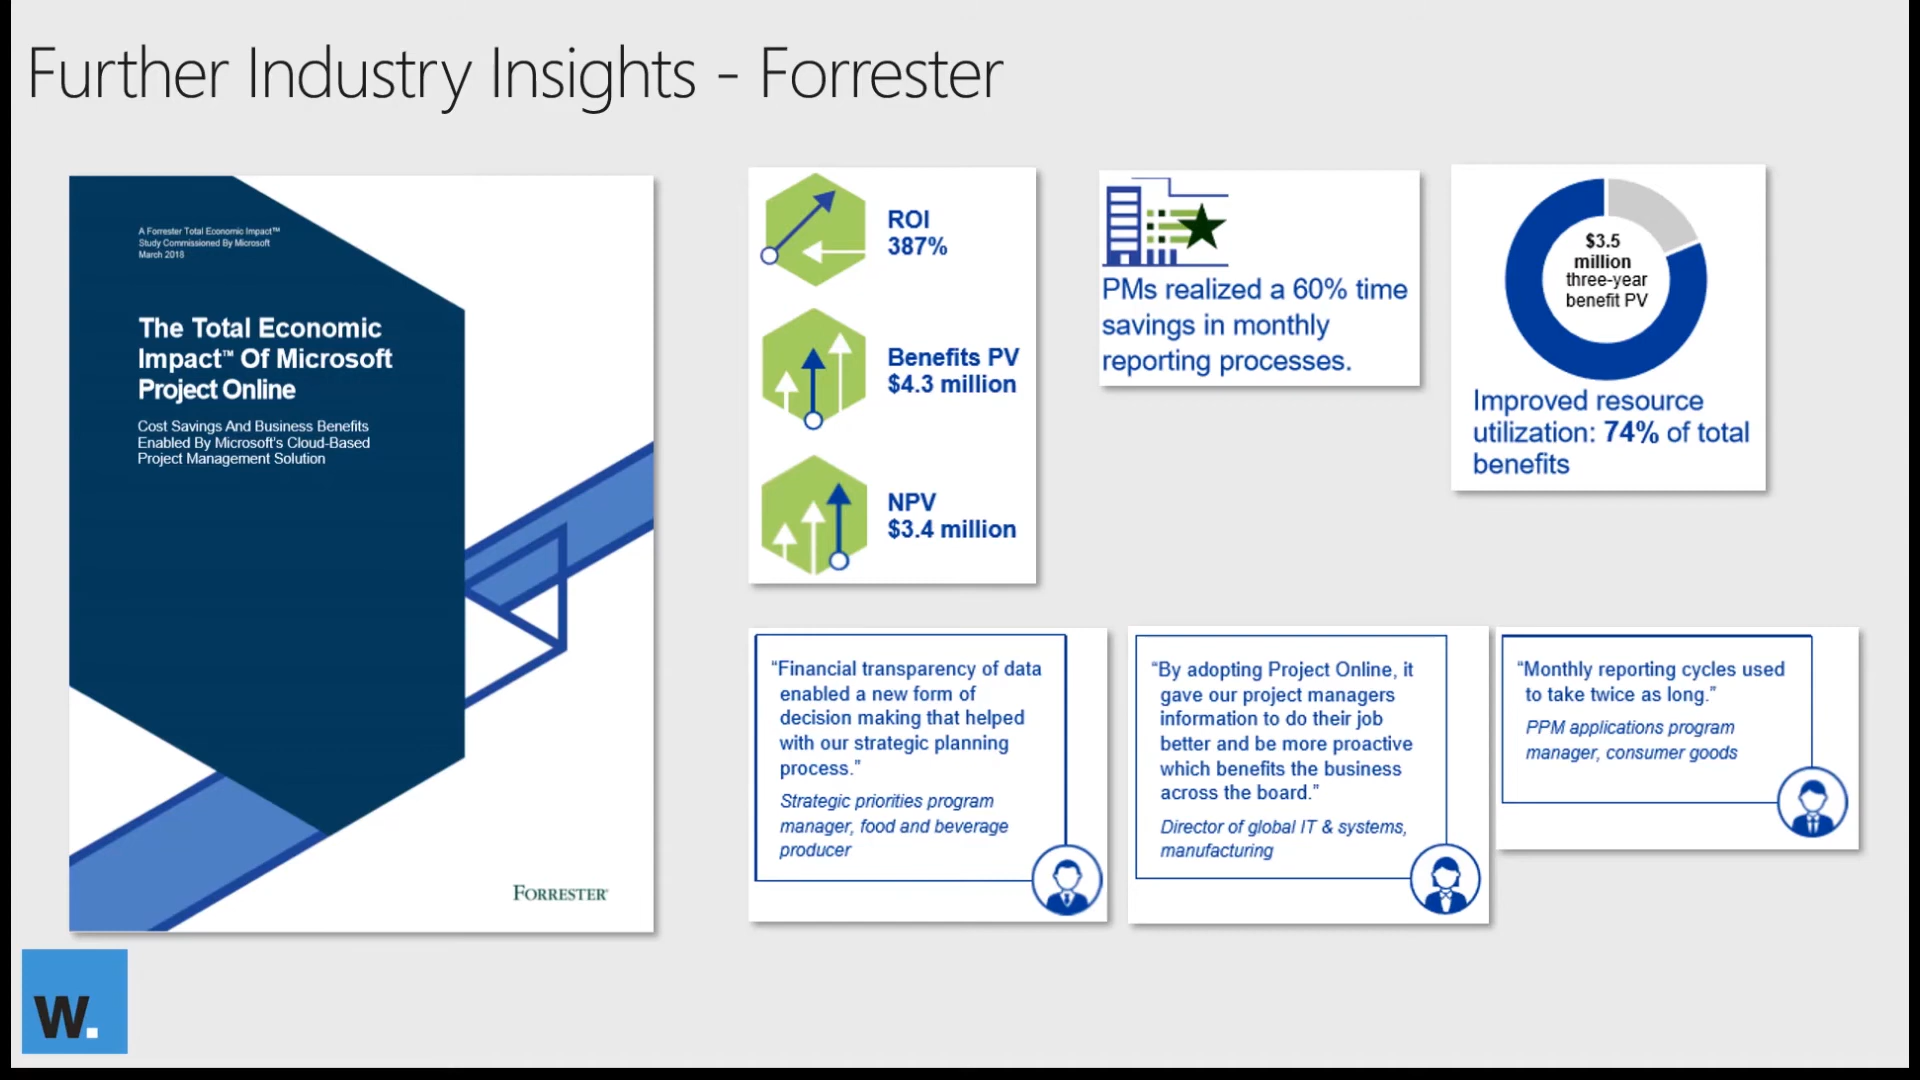 Further Industry Insights - Forrester
A Forrester Total Economic Impact™
Study Commissioned By Microsoft
March 2018
The Total Economic
Impact™ Of Microsoft
Project Online
Cost Savings And Business Benefits
Enabled By Microsoft's Cloud-Based
Project Management Solution
FORRESTER®
ROI
387%
Benefits PV
$4.3 million
NPV
$3.4 million
PMs realized a 60% time
savings in monthly
reporting processes.
$3.5
million
three-year
benefit PV
Improved resource
utilization: 74% of total
benefits
“Financial transparency of data
enabled a new form of
decision making that helped
with our strategic planning
process.”
Strategic priorities program
manager, food and beverage
producer
“By adopting Project Online, it
gave our project managers
information to do their job
better and be more proactive
which benefits the business
across the board.”
Director of global IT & systems,
manufacturing
“Monthly reporting cycles used
to take twice as long.”
PPM applications program
manager, consumer goods
W.